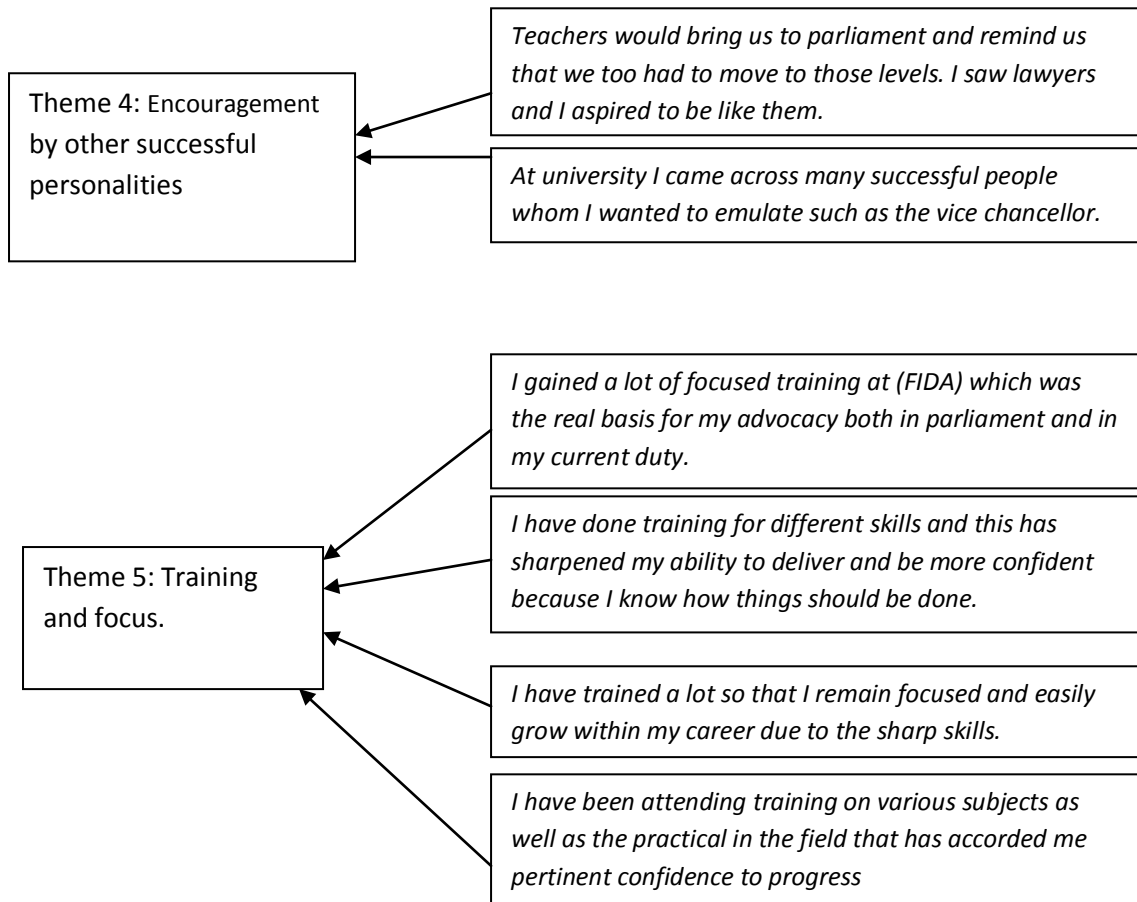 Theme 4: Encouragement
by other successful
personalities
Teachers would bring us to parliament and remind us
that we too had to move to those levels. I saw lawyers
and I aspired to be like them.
At university I came across many successful people
whom I wanted to emulate such as the vice chancellor.
Theme 5: Training
and focus.
I gained a lot of focused training at (FIDA) which was
the real basis for my advocacy both in parliament and in
my current duty.
I have done training for different skills and this has
sharpened my ability to deliver and be more confident
because I know how things should be done.
I have trained a lot so that I remain focused and easily
grow within my career due to the sharp skills.
I have been attending training on various subjects as
well as the practical in the field that has accorded me
pertinent confidence to progress